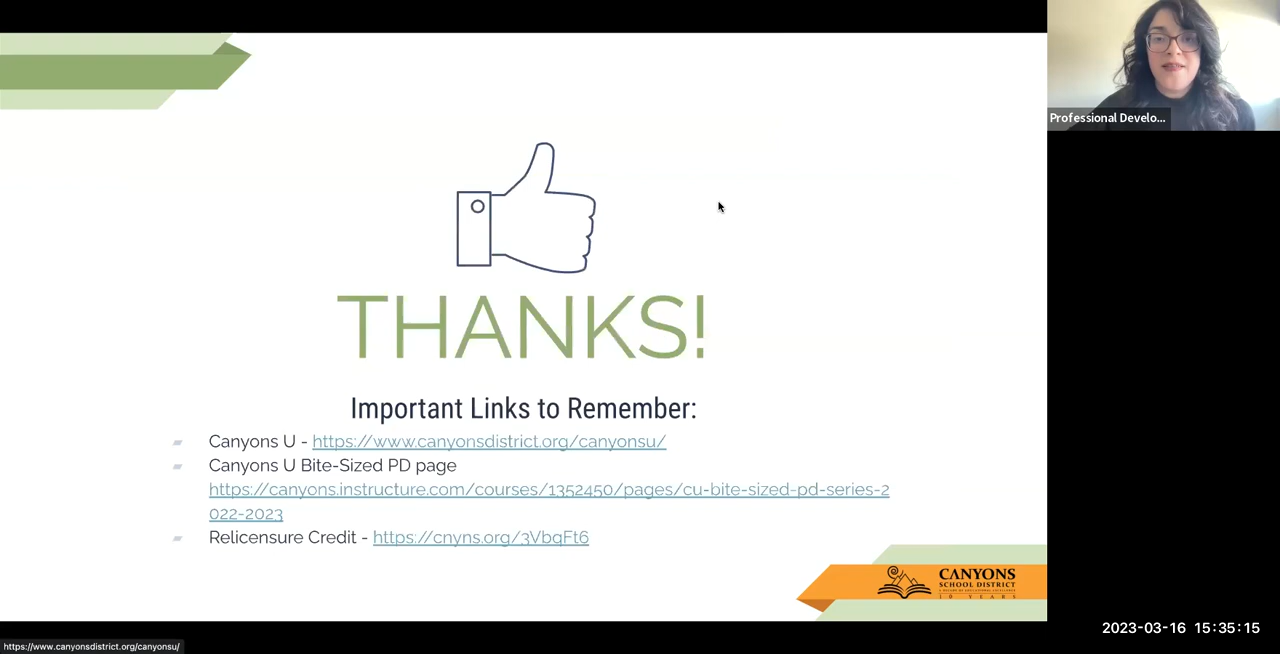 Professional Develo...
THANKS!
Important Links to Remember:
Canyons U - https://www.canyonsdistrict.org/canyonsu/
Canyons U Bite-Sized PD page
https://canyons.instructure.com/courses/1352450/pages/cu-bite-sized-pd-series-2
022-2023
Relicensure Credit - https://cnyns.org/3VbqFt6
CANYONS
SCHOOL DISTRICT
10 YEARS
2023-03-16 15:35:15
https://www.canyonsdistrict.org/canyonsu/